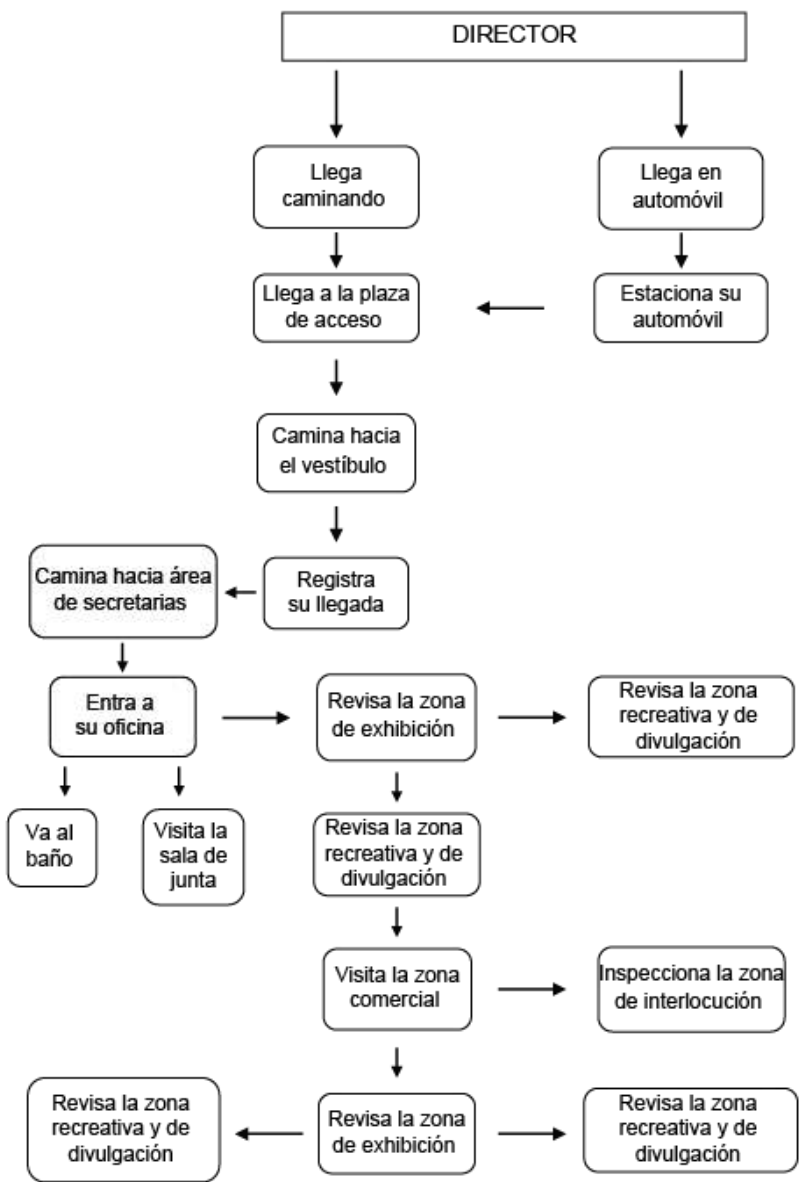 DIRECTOR
Llega
caminando
Llega en
automóvil
Llega a la plaza
de acceso
Estaciona su
automóvil
Camina hacia
el vestíbulo
Camina hacia área
de secretarias
Registra
su llegada
Entra a
su oficina
Revisa la zona
de exhibición
Revisa la zona
recreativa y de
divulgación
Va al
baño
Visita la
sala de
junta
Revisa la zona
recreativa y de
divulgación
Visita la zona
comercial
Inspecciona la zona
de interlocución
Revisa la zona
recreativa y de
divulgación
Revisa la zona
de exhibición
Revisa la zona
recreativa y de
divulgación